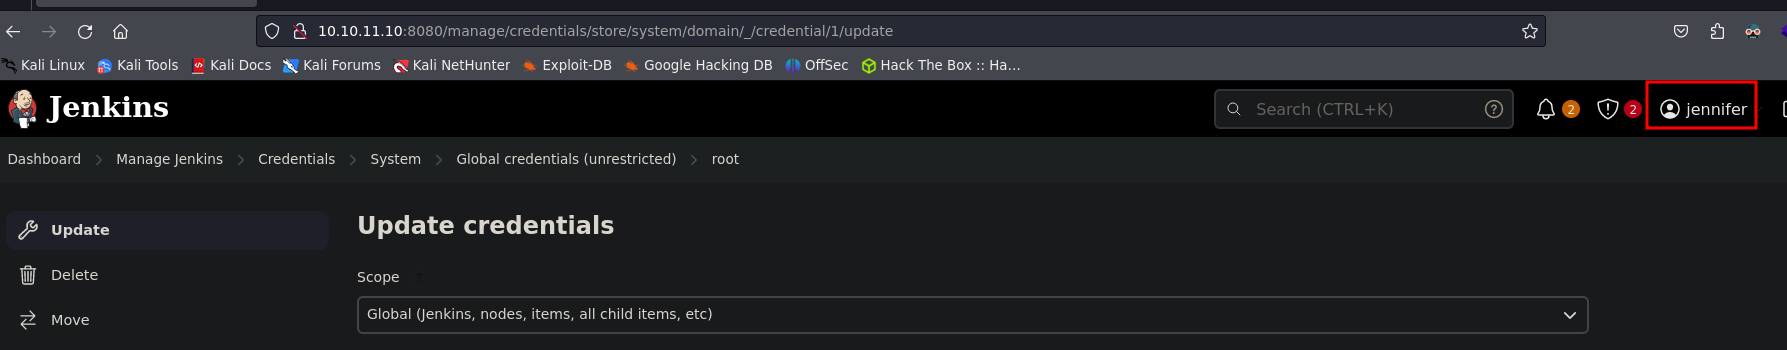 10.10.11.10:8080/manage/credentials/store/system/domain/_/credential/1/update
Kali Linux Kali Tools Kali Docs Kali Forums Kali NetHunter Exploit-DB Google Hacking DB OffSec Hack The Box :: Ha…
Jenkins Search (CTRL+K) ? 2 2 jennifer
Dashboard Manage Jenkins Credentials System Global credentials (unrestricted) root
Update
Update credentials
Delete
Scope ?
Move
Global (Jenkins, nodes, items, all child items, etc)